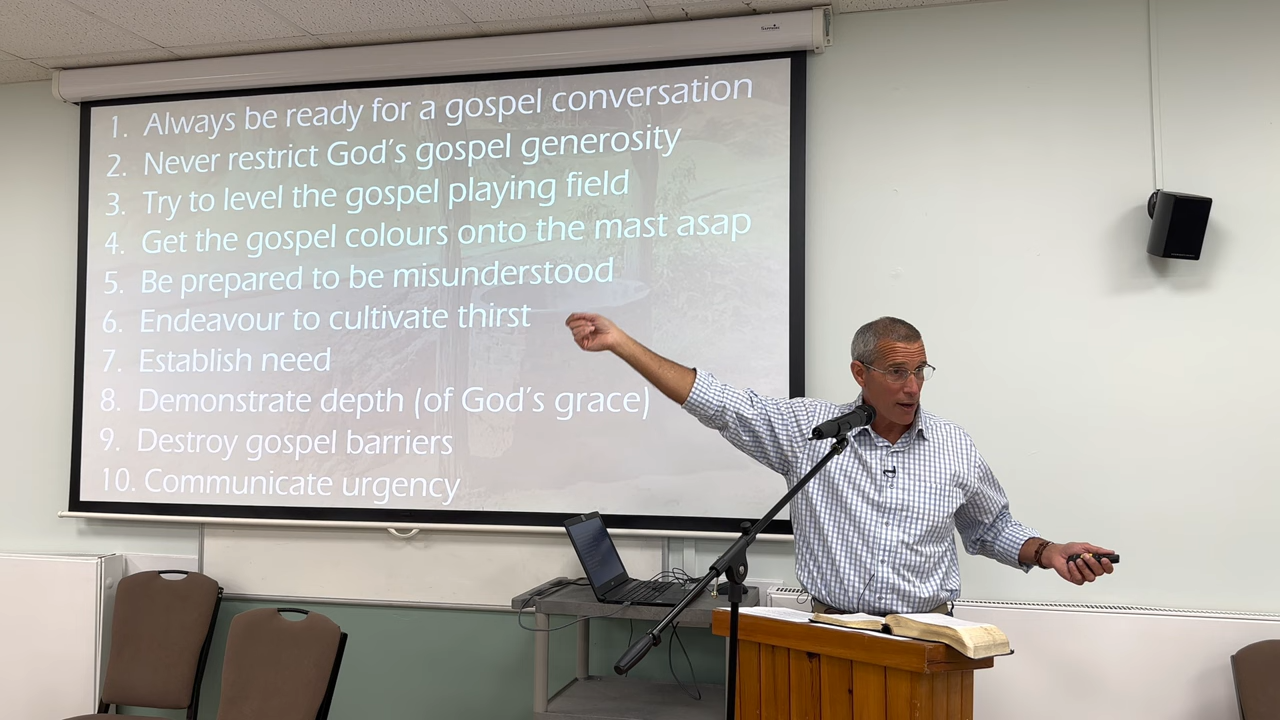 1. Always be ready for a gospel conversation
2. Never restrict God's gospel generosity
3. Try to level the gospel playing field
4. Get the gospel colours onto the mast asap
5. Be prepared to be misunderstood
6. Endeavour to cultivate thirst
7. Establish need
8. Demonstrate depth (of God's grace)
9. Destroy gospel barriers
10. Communicate urgency